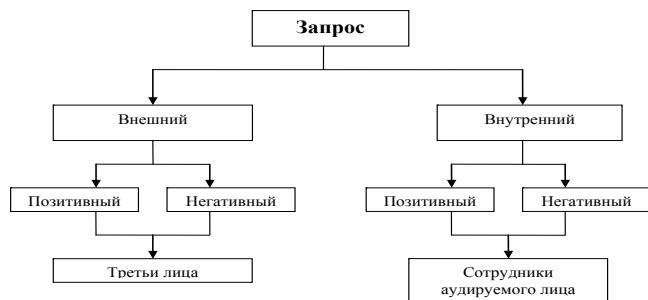 Запрос
Внешний
Внутренний
Позитивный
Негативный
Позитивный
Негативный
Третьи лица
Сотрудники
аудируемого лица